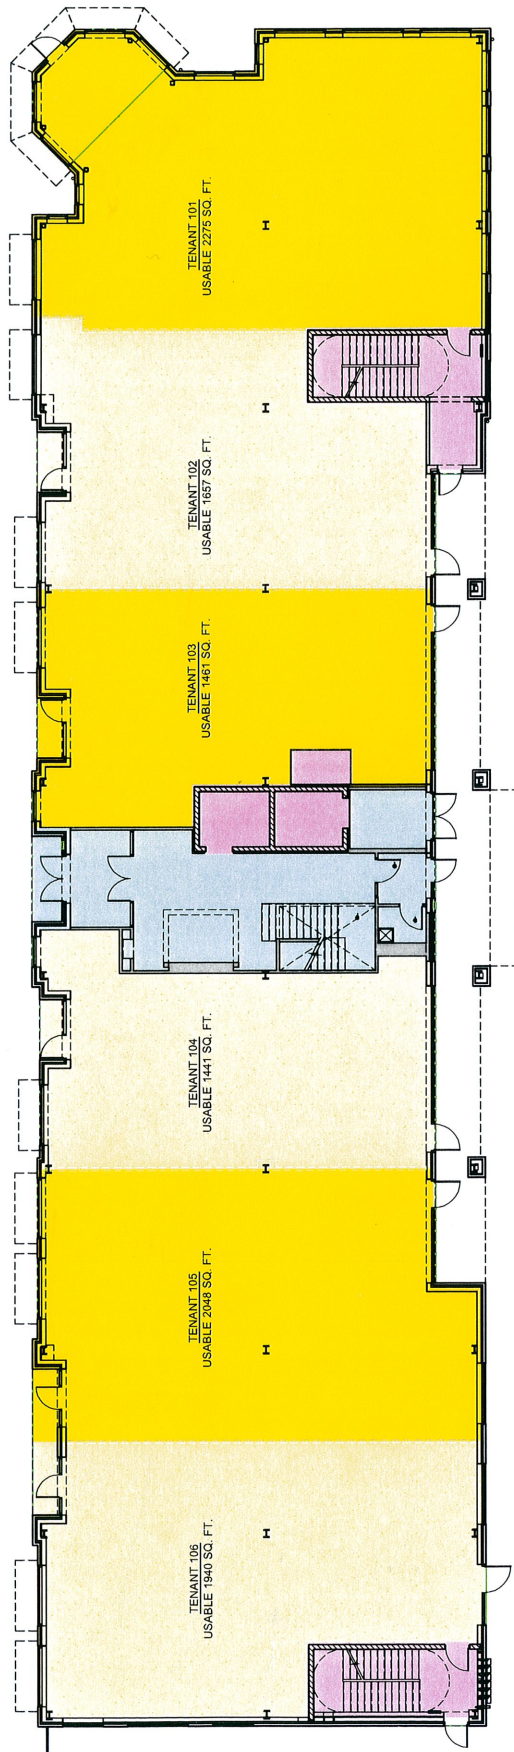 TENANT 101
USABLE 2275 SQ. FT.
TENANT 102
USABLE 1657 SQ. FT.
TENANT 103
USABLE 1461 SQ. FT.
TENANT 104
USABLE 1441 SQ. FT.
TENANT 105
USABLE 2048 SQ. FT.
TENANT 106
USABLE 1940 SQ. FT.